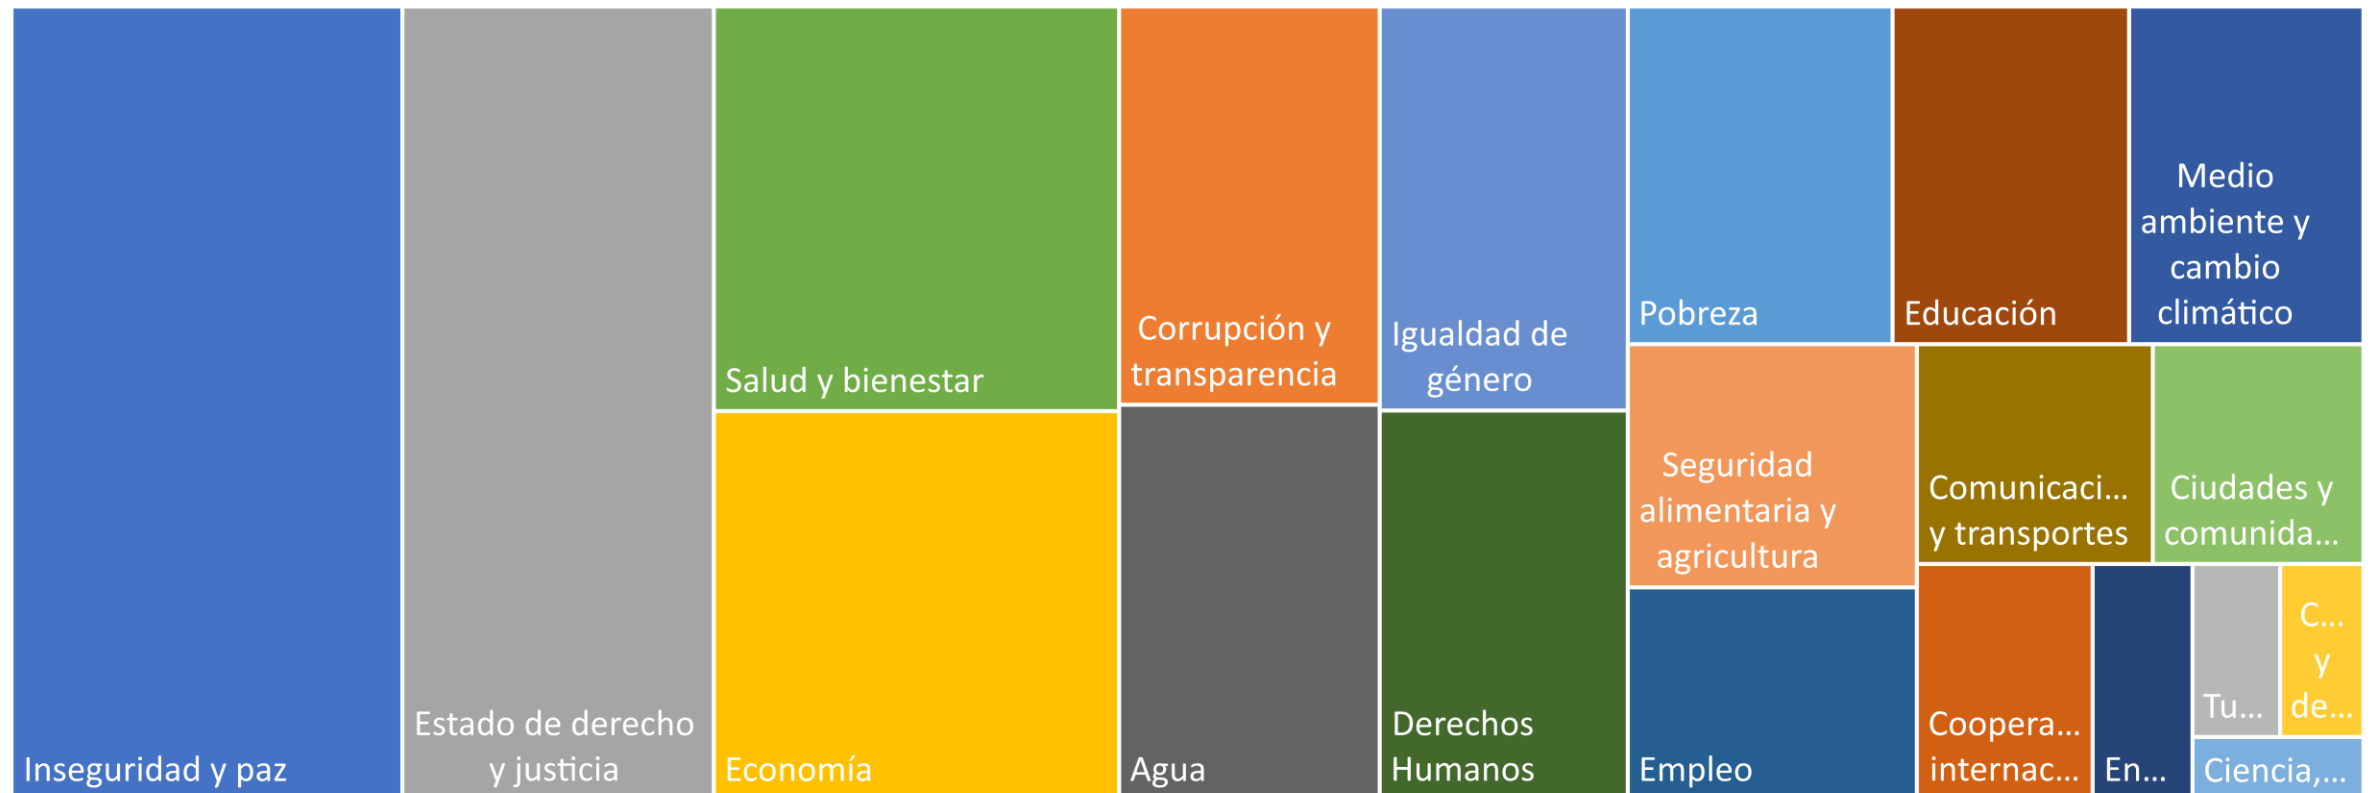 Inseguridad y paz
Estado de derecho
y justicia
Salud y bienestar
Economía
Corrupción y
transparencia
Agua
Igualdad de
género
Derechos
Humanos
Pobreza
Educación
Medio
ambiente y
cambio
climático
Seguridad
alimentaria y
agricultura
Empleo
Comunicaci...
y transportes
Ciudades y
comunida...
Coopera...
internac...
En...
Tu...
C...
y
de...
Ciencia,...